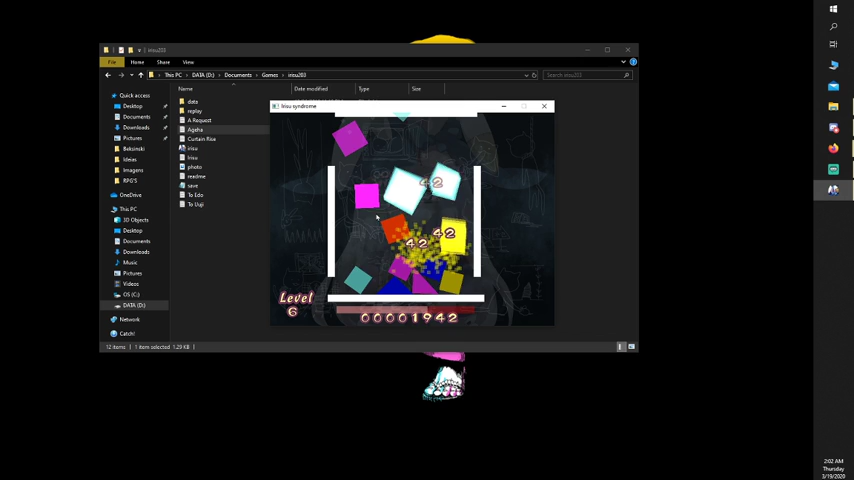 irisu203
File
Home
Share
View
This PC
DATA (D:)
Documents
Games
irisu203
Search irisu203
Name
Date modified
Type
Size
Quick access
Desktop
Documents
Downloads
Pictures
Beksinski
Ideias
Imagens
RPG'S
OneDrive
This PC
3D Objects
Desktop
Documents
Downloads
Music
Pictures
Videos
OS (C:)
DATA (D:)
Network
Catch!
data
replay
A Request
Ageha
Curtain Rise
irisu
Irisu
photo
readme
save
To Edo
To Uuji
12 items
1 item selected 1.29 KB
Irisu syndrome
42
42
42
Level
6
00001942
2:02 AM
Thursday
3/19/2020